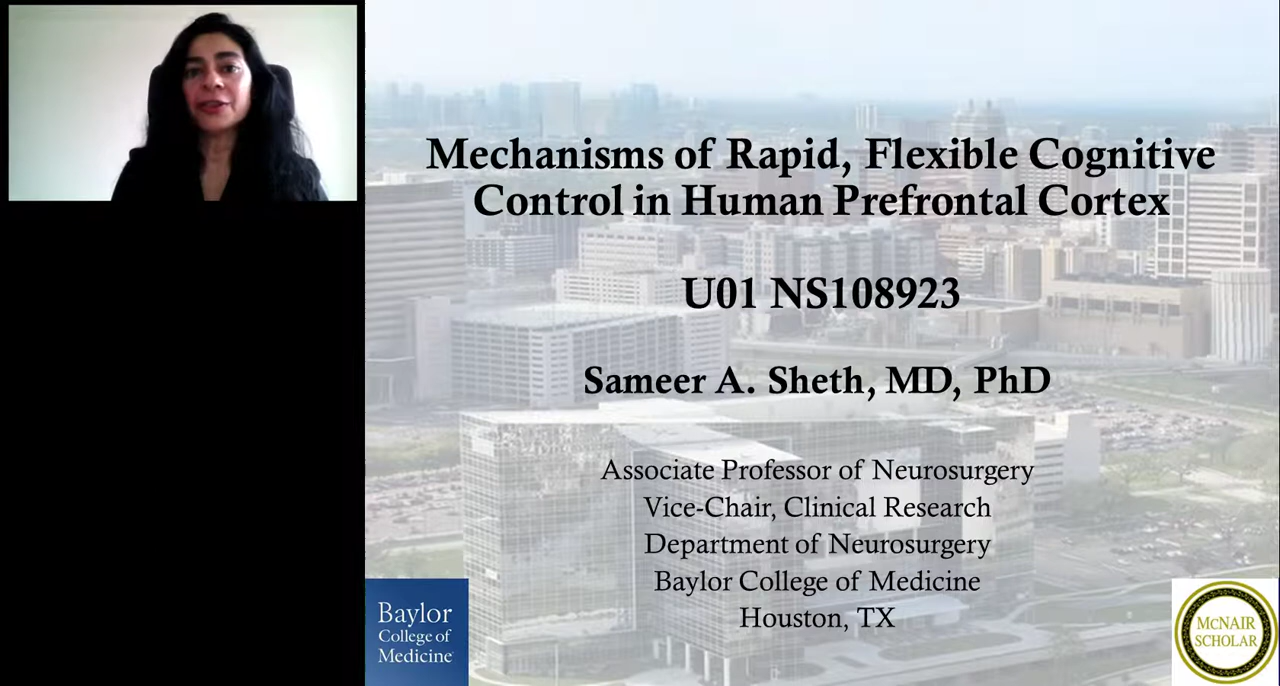 Mechanisms of Rapid, Flexible Cognitive
Control in Human Prefrontal Cortex
U01 NS108923
Sameer A. Sheth, MD, PhD
Associate Professor of Neurosurgery
Vice-Chair, Clinical Research
Department of Neurosurgery
Baylor College of Medicine
Houston, TX
Baylor
College of
Medicine
McNAIR
SCHOLAR